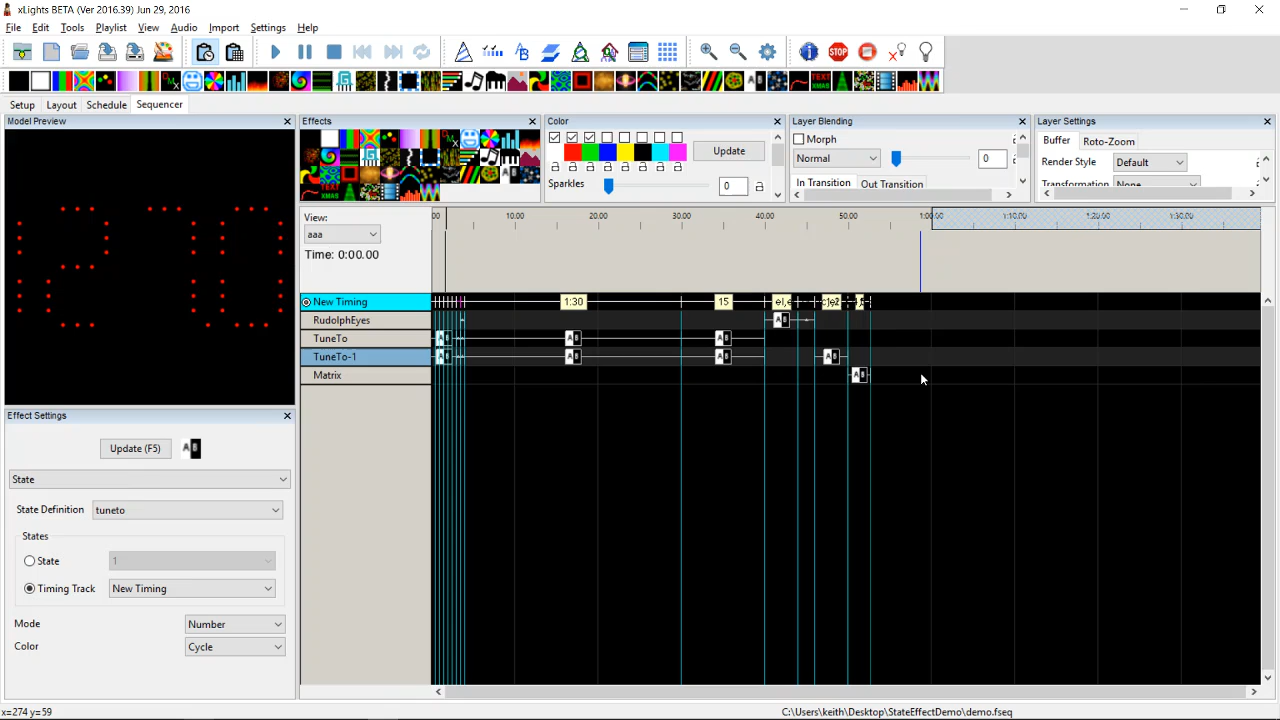 xLights BETA (Ver 2016.39) Jun 29, 2016
File Edit Tools Playlist View Audio Import Settings Help
Setup Layout Schedule Sequencer
Model Preview
Effects
Color
Update
Sparkles 0
Layer Blending
Morph
Normal 0
In Transition Out Transition
Layer Settings
Buffer Roto-Zoom
Render Style Default
Transformation None
View:
aaa
Time: 0:00.00
00 10.00 20.00 30.00 40.00 50.00 1:00.00 1:10.00 1:20.00 1:30.00
New Timing 1:30 15
RudolphEyes
TuneTo
TuneTo-1
Matrix
Effect Settings
Update (F5)
State
State Definition tuneto
States
State 1
Timing Track New Timing
Mode Number
Color Cycle
x=274 y=59
C:\Users\keith\Desktop\StateEffectDemo\demo.fseq